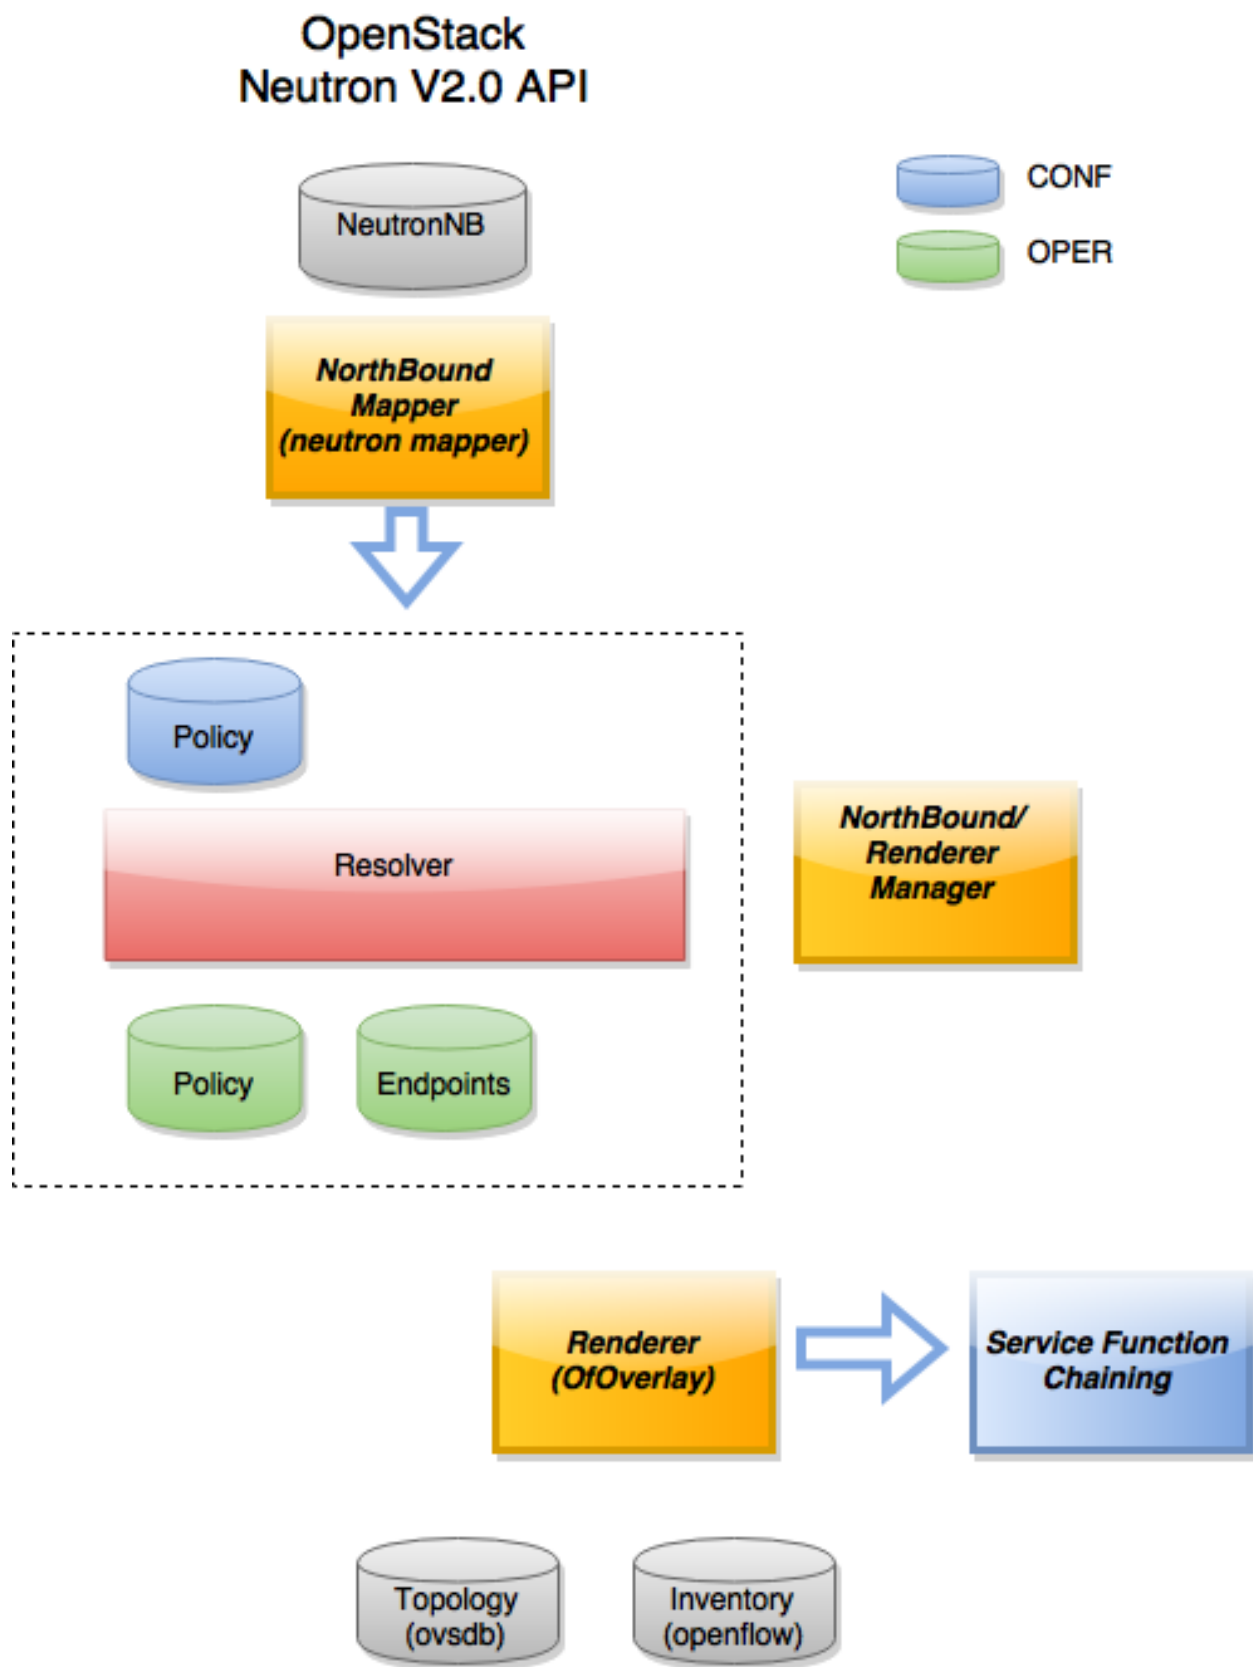 OpenStack
Neutron V2.0 API
NeutronNB
CONF
OPER
NorthBound
Mapper
(neutron mapper)
Policy
Resolver
NorthBound/
Renderer
Manager
Policy
Endpoints
Renderer
(OfOverlay)
Service Function
Chaining
Topology
(ovsdb)
Inventory
(openflow)